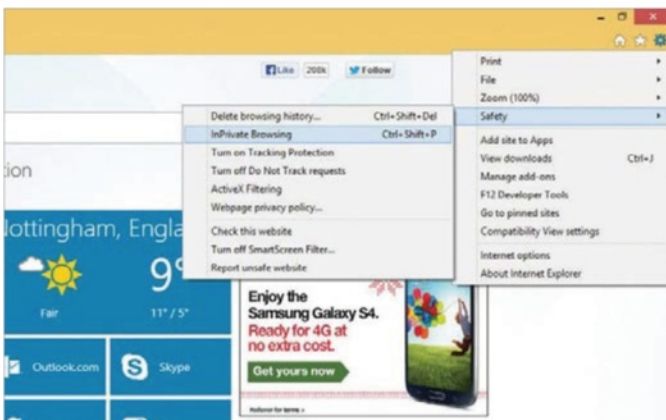 Like 200k Follow
Print
File
Zoom (100%)
Safety
Add site to Apps
View downloads Ctrl+J
Manage add-ons
F12 Developer Tools
Go to pinned sites
Compatibility View settings
Internet options
About Internet Explorer
Delete browsing history... Ctrl+Shift+Del
InPrivate Browsing Ctrl+Shift+P
Turn on Tracking Protection
Turn off Do Not Track requests
ActiveX Filtering
Webpage privacy policy...
Check this website
Turn off SmartScreen Filter...
Report unsafe website
tion
Nottingham, Engla
9°
Fair
11° / 5°
Outlook.com
Skype
Enjoy the
Samsung Galaxy S4.
Ready for 4G at
no extra cost.
Get yours now
Rollover for terms